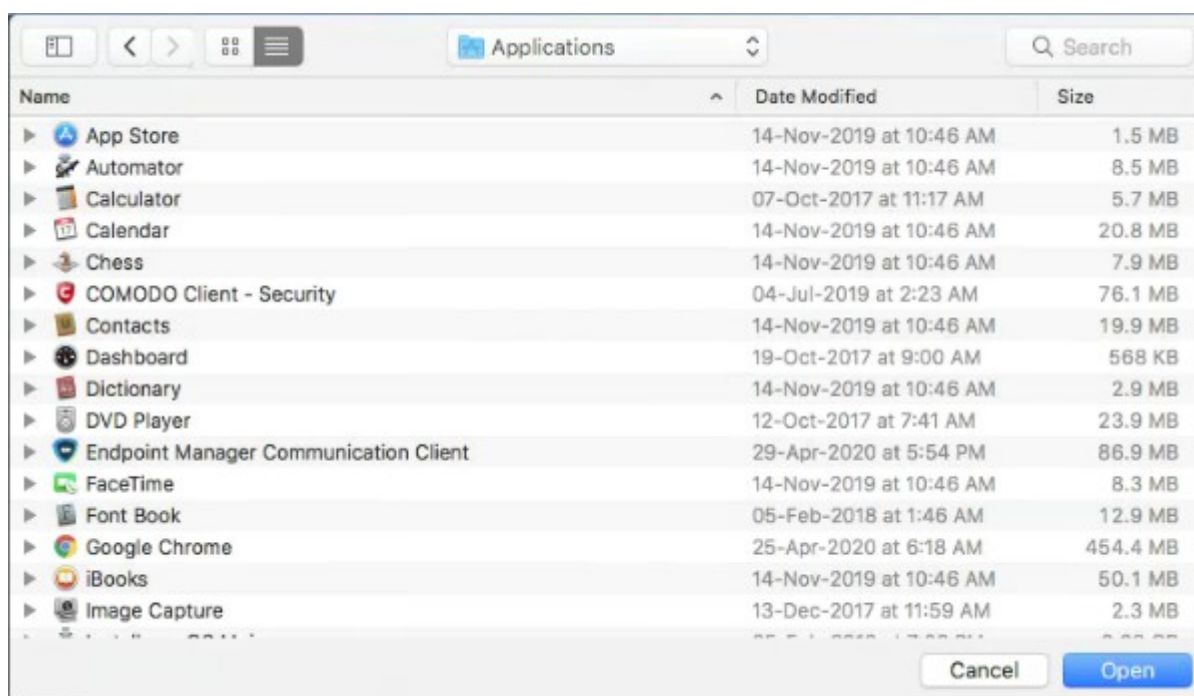 Applications Search
Name Date Modified Size
App Store 14-Nov-2019 at 10:46 AM 1.5 MB
Automator 14-Nov-2019 at 10:46 AM 8.5 MB
Calculator 07-Oct-2017 at 11:17 AM 5.7 MB
17 Calendar 14-Nov-2019 at 10:46 AM 20.8 MB
Chess 14-Nov-2019 at 10:46 AM 7.9 MB
COMODO Client - Security 04-Jul-2019 at 2:23 AM 76.1 MB
Contacts 14-Nov-2019 at 10:46 AM 19.9 MB
Dashboard 19-Oct-2017 at 9:00 AM 568 KB
Dictionary 14-Nov-2019 at 10:46 AM 2.9 MB
DVD Player 12-Oct-2017 at 7:41 AM 23.9 MB
Endpoint Manager Communication Client 29-Apr-2020 at 5:54 PM 86.9 MB
FaceTime 14-Nov-2019 at 10:46 AM 8.3 MB
Font Book 05-Feb-2018 at 1:46 AM 12.9 MB
Google Chrome 25-Apr-2020 at 6:18 AM 454.4 MB
iBooks 14-Nov-2019 at 10:46 AM 50.1 MB
Image Capture 13-Dec-2017 at 11:59 AM 2.3 MB
Cancel Open